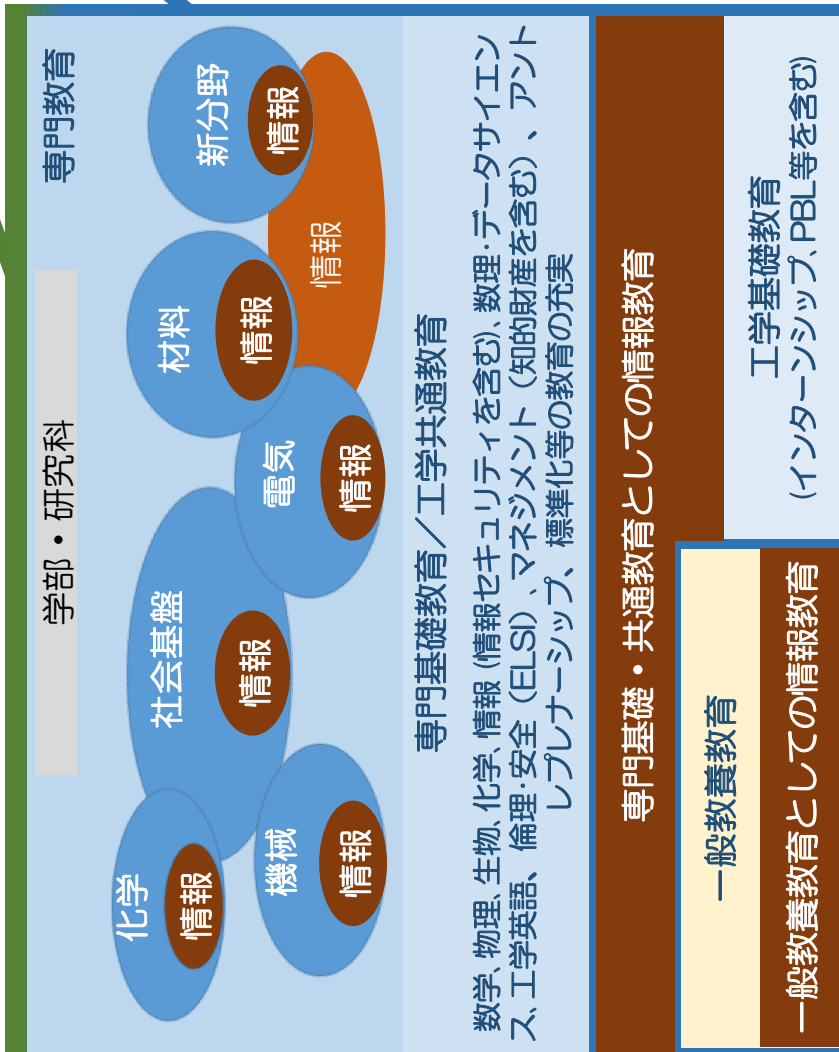 学部・研究科
専門教育
化学
情報
機械
情報
社会基盤
情報
電気
情報
材料
情報
新分野
情報
情報
専門基礎教育／工学共通教育
数学、物理、生物、化学、情報（情報セキュリティを含む）、数理・データサイエン
ス、工学英語、倫理・安全（ELSI）、マネジメント（知的財産を含む）、アント
レプレナーシップ、標準化等の教育の充実
専門基礎・共通教育としての情報教育
一般教養教育
一般教養教育としての情報教育
工学基礎教育
（インターンシップ、PBL等を含む）